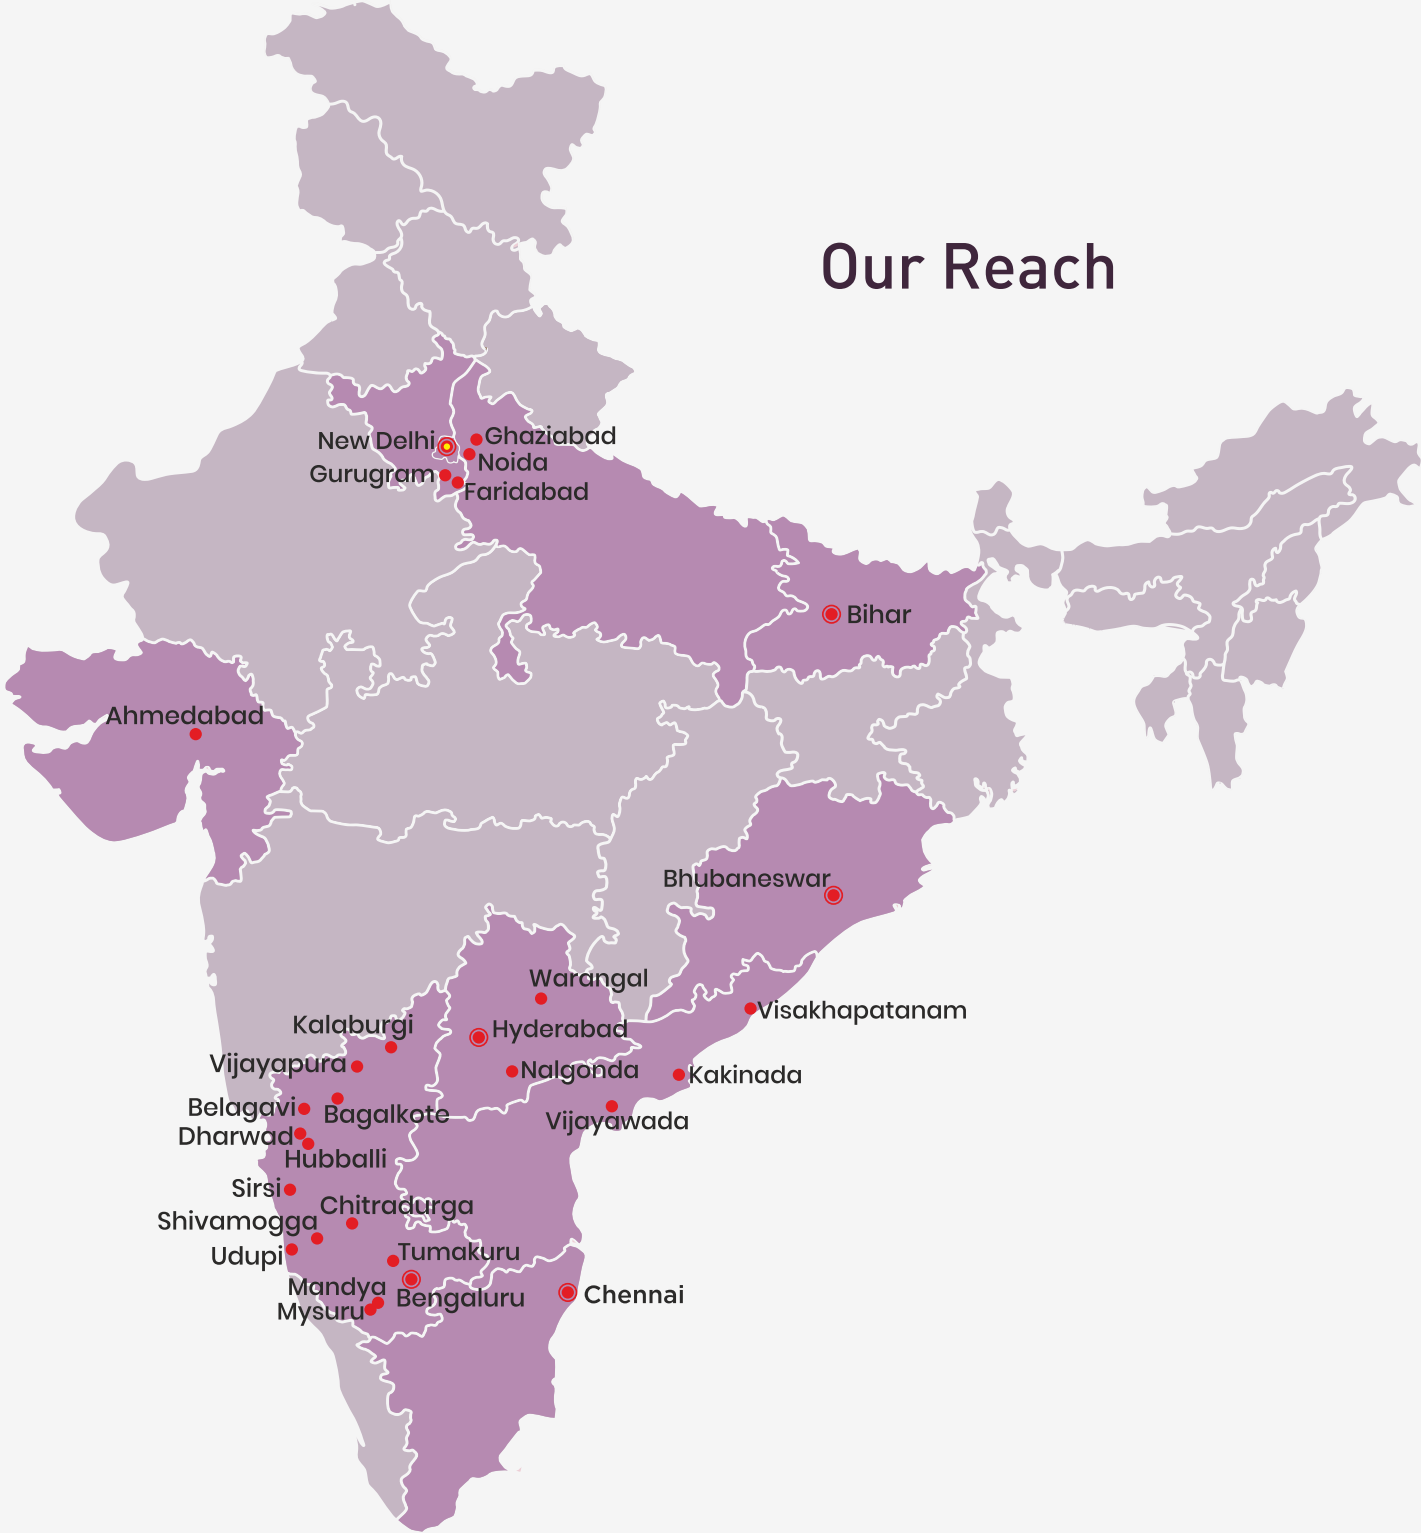 Our Reach
New Delhi
Ghaziabad
Noida
Gurugram
Faridabad
Bihar
Ahmedabad
Bhubaneswar
Warangal
Visakhapatanam
Kalaburgi
Hyderabad
Vijayapura
Nalgonda
Kakinada
Belagavi
Bagalkote
Vijayawada
Dharwad
Hubballi
Sirsi
Chitradurga
Shivamogga
Udupi
Tumakuru
Mandya
Bengaluru
Chennai
Mysuru